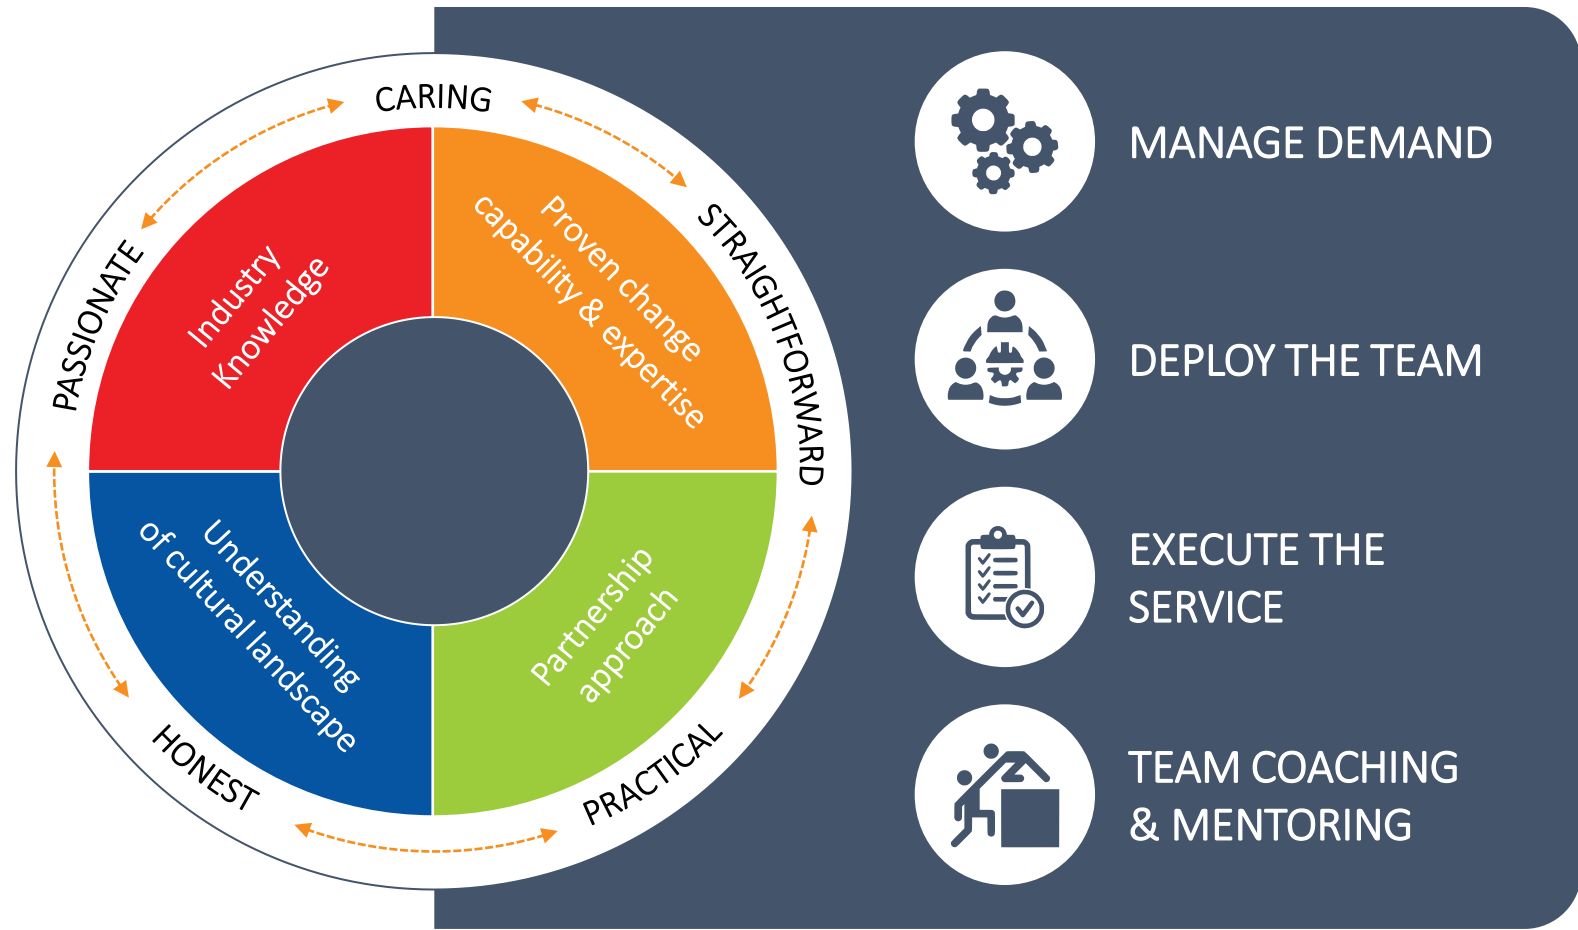 CARING
STRAIGHTFORWARD
PRACTICAL
HONEST
PASSIONATE
Industry
Knowledge
Proven change
capability & expertise
Partnership
approach
Understanding
of cultural landscape
MANAGE DEMAND
DEPLOY THE TEAM
EXECUTE THE
SERVICE
TEAM COACHING
& MENTORING